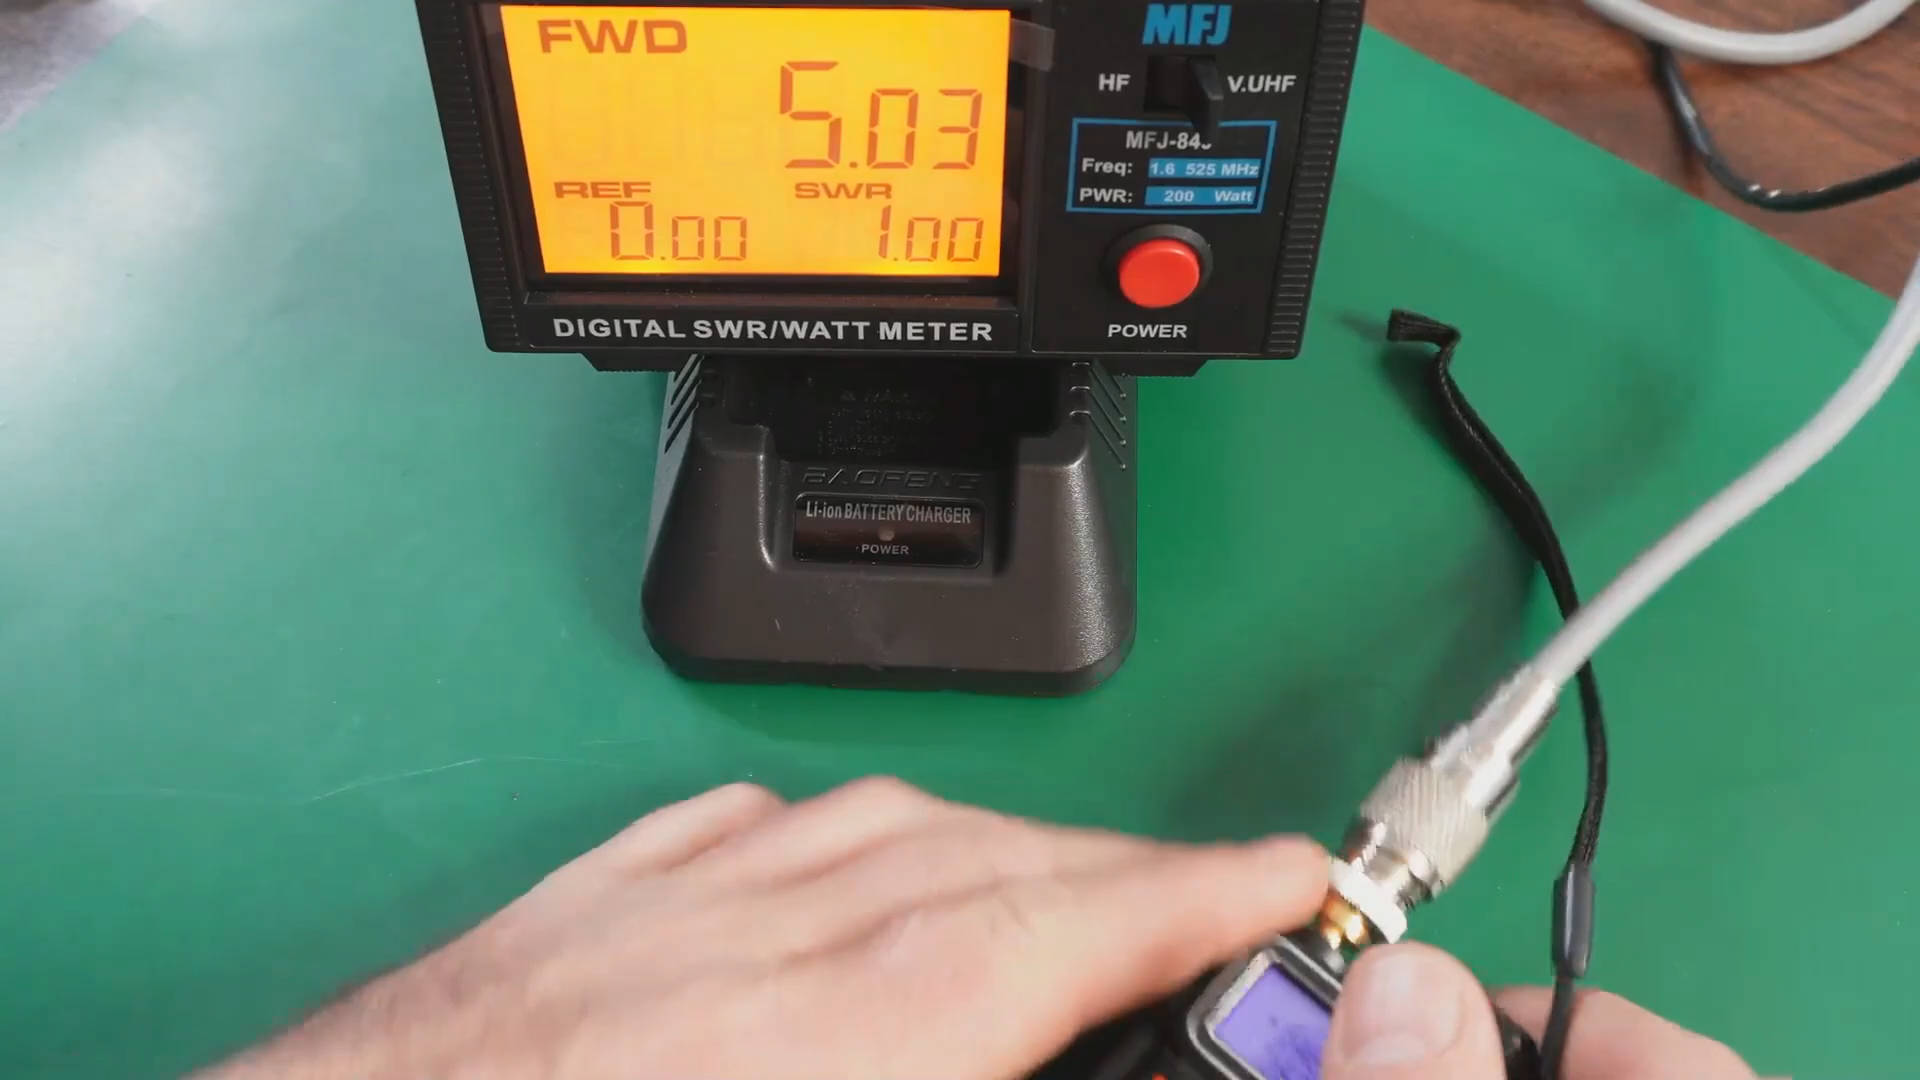 FWD
5.03
REF SWR
0.00 1.00
DIGITAL SWR/WATT METER
MFJ
HF V.UHF
Freq: 1.6 525 MHz
PWR: 200 Watt
POWER
BAOFENG
Li-ion BATTERY CHARGER
POWER